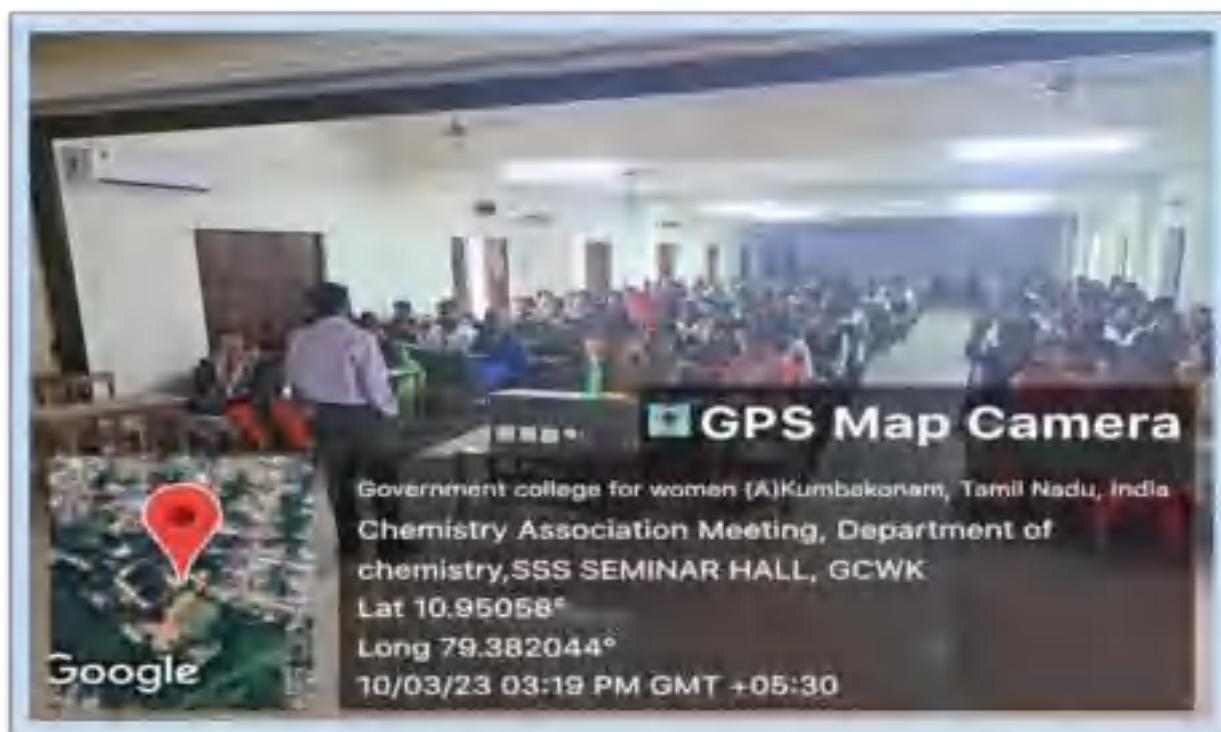 GPS Map Camera
Government college for women (A)Kumbakonam, Tamil Nadu, India
Chemistry Association Meeting, Department of
chemistry,SSS SEMINAR HALL, GCWK
Lat 10.95058°
Long 79.382044°
10/03/23 03:19 PM GMT +05:30
Google